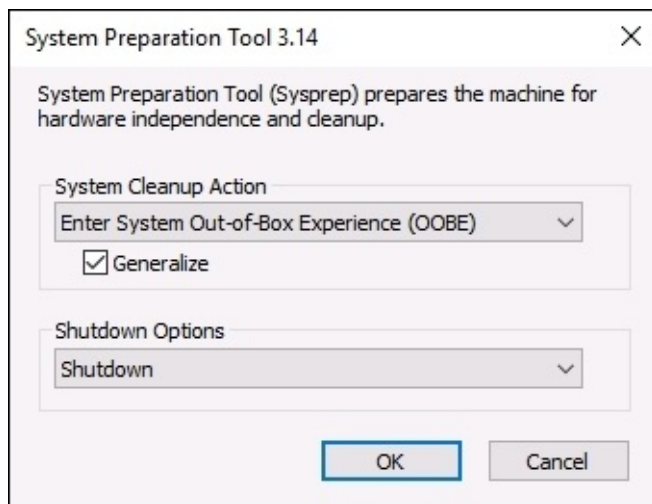 System Preparation Tool 3.14
System Preparation Tool (Sysprep) prepares the machine for
hardware independence and cleanup.
System Cleanup Action
Enter System Out-of-Box Experience (OOBE)
Generalize
Shutdown Options
Shutdown
OK
Cancel